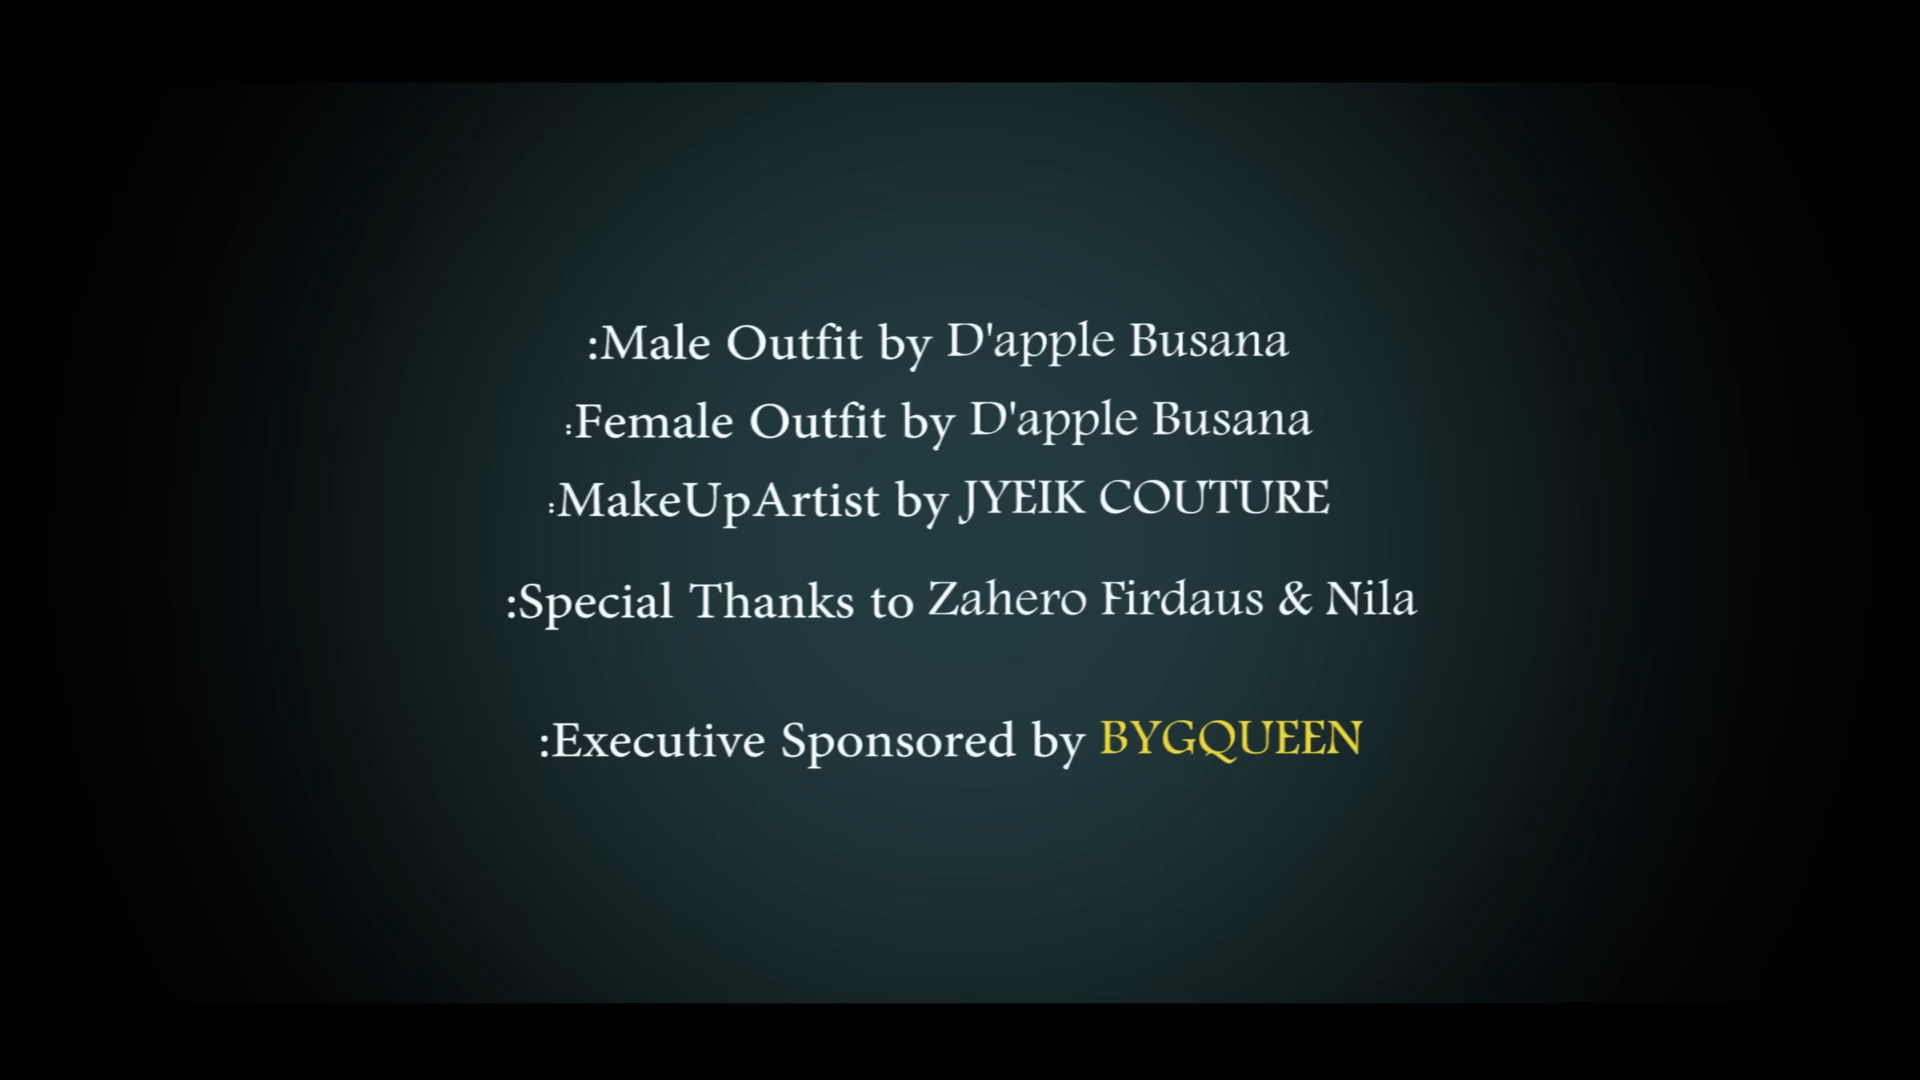 :Male Outfit by D'apple Busana
:Female Outfit by D'apple Busana
:MakeUpArtist by JYEIK COUTURE
:Special Thanks to Zahero Firdaus & Nila
:Executive Sponsored by BYGQUEEN